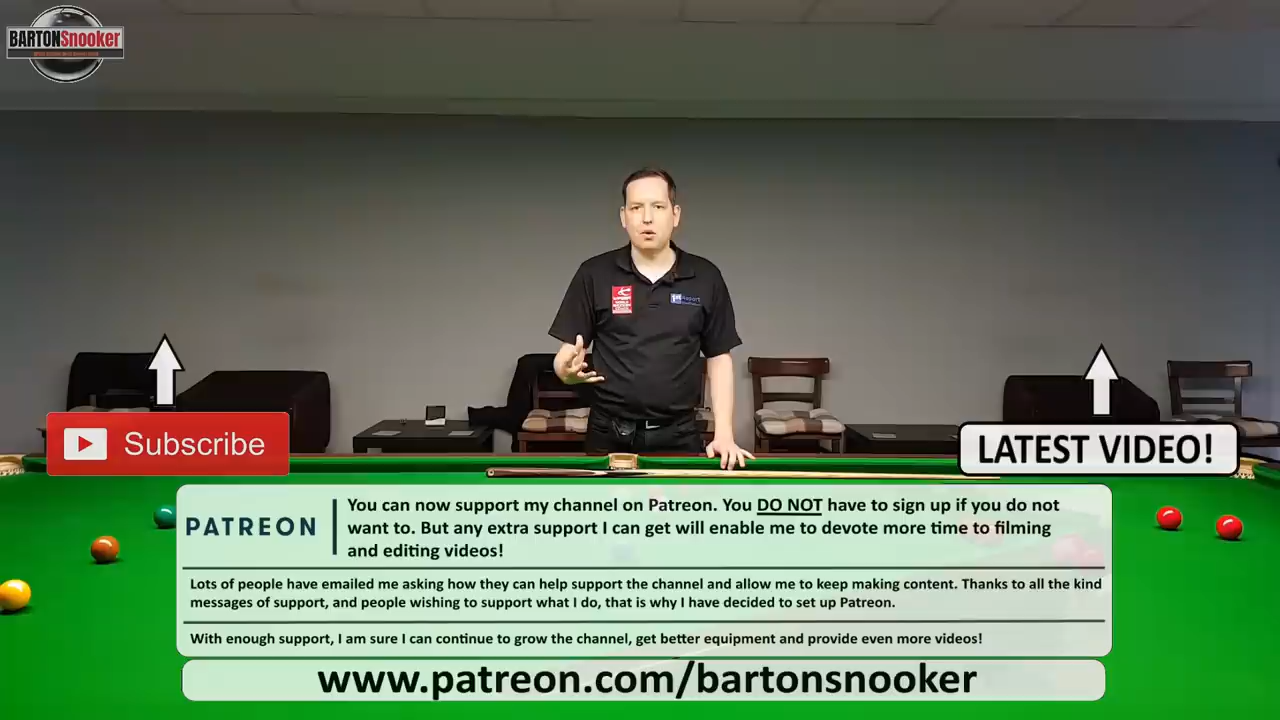 BARTONSnooker
Subscribe
LATEST VIDEO!
PATREON
You can now support my channel on Patreon. You DO NOT have to sign up if you do not
want to. But any extra support I can get will enable me to devote more time to filming
and editing videos!
Lots of people have emailed me asking how they can help support the channel and allow me to keep making content. Thanks to all the kind
messages of support, and people wishing to support what I do, that is why I have decided to set up Patreon.
With enough support, I am sure I can continue to grow the channel, get better equipment and provide even more videos!
www.patreon.com/bartonsnooker